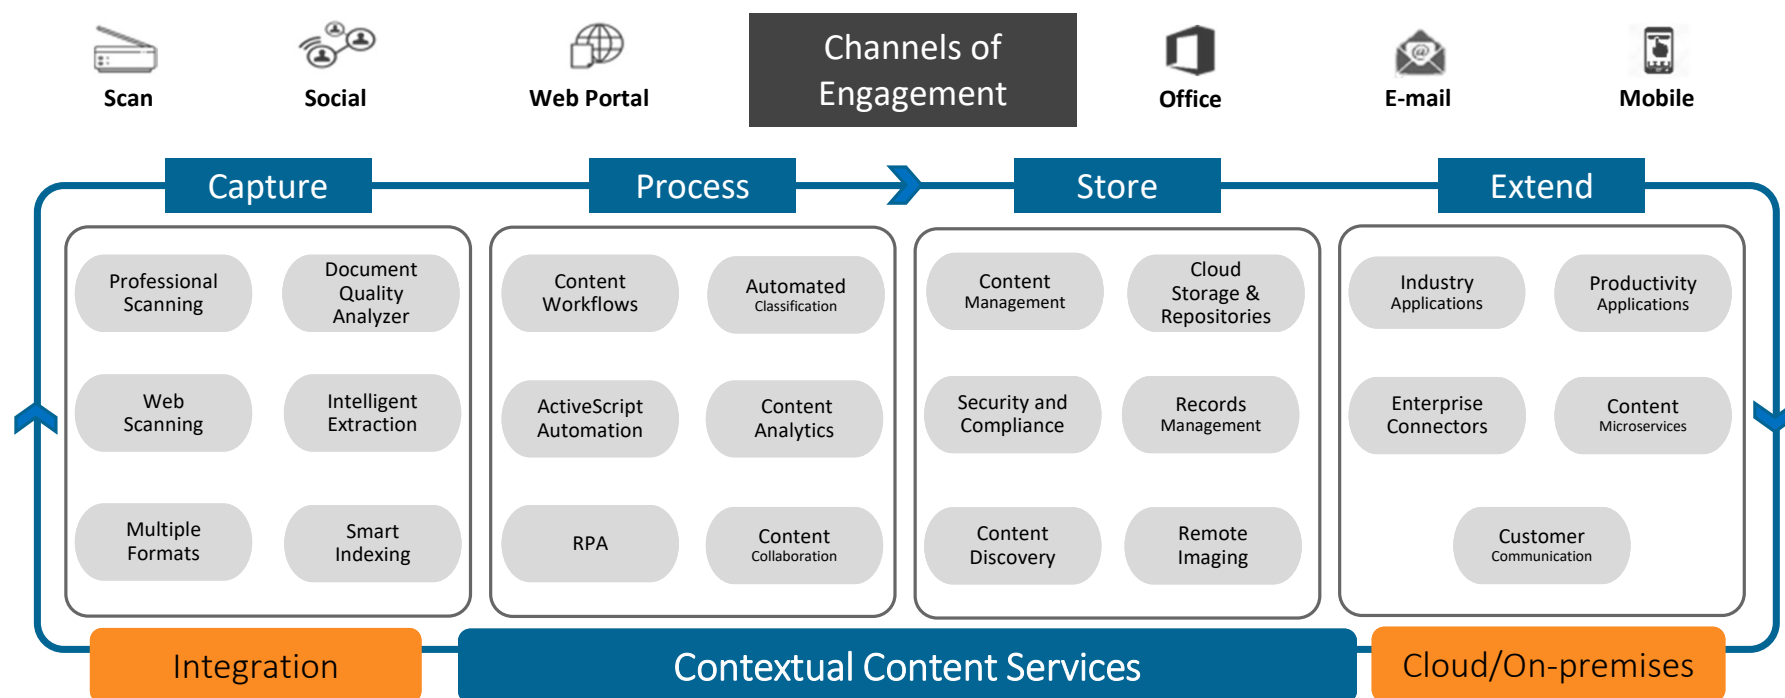 Scan
Social
Web Portal
Channels of
Engagement
Office
E-mail
Mobile
Capture
Process
Store
Extend
Professional
Scanning
Document
Quality
Analyzer
Web
Scanning
Intelligent
Extraction
Multiple
Formats
Smart
Indexing
Content
Workflows
Automated
Classification
ActiveScript
Automation
Content
Analytics
RPA
Content
Collaboration
Content
Management
Cloud
Storage &
Repositories
Security and
Compliance
Records
Management
Content
Discovery
Remote
Imaging
Industry
Applications
Productivity
Applications
Enterprise
Connectors
Content
Microservices
Customer
Communication
Integration
Contextual Content Services
Cloud/On-premises